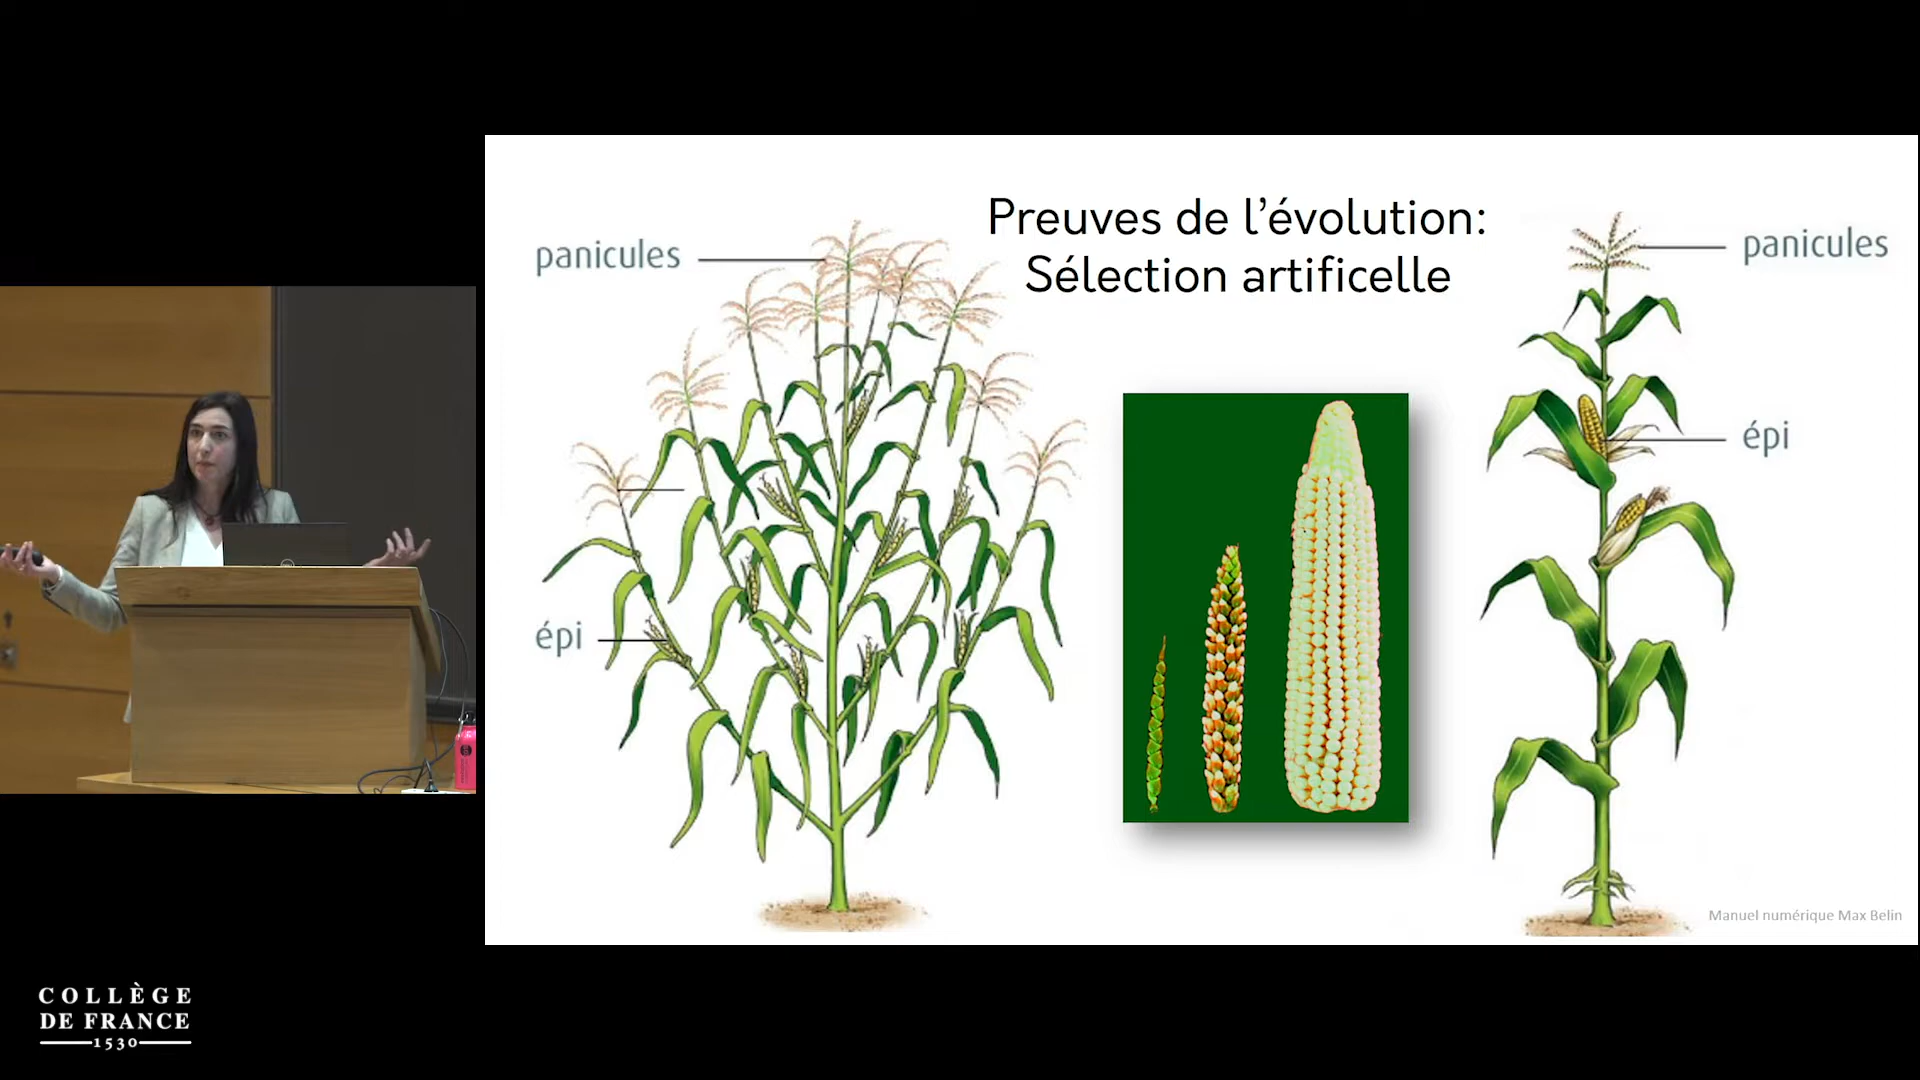 Preuves de l’évolution:
Sélection artificelle
panicules
épi
panicules
épi
Manuel numérique Max Belin
COLLÈGE
DE FRANCE
1530